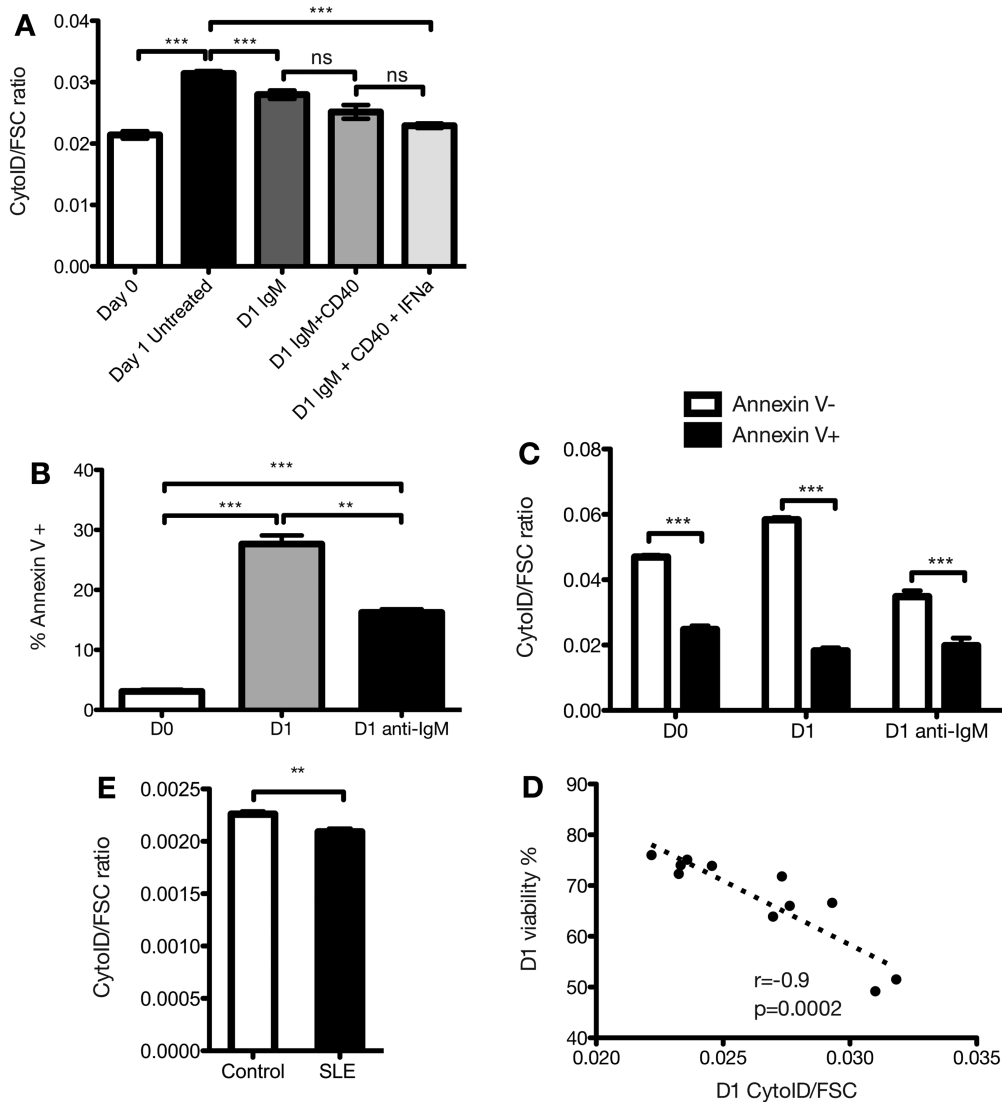 A
CytoID/FSC ratio
0.04
0.03
0.02
0.01
0.00
***
***
***
ns
ns
Day 0
Day 1 Untreated
D1 IgM
D1 IgM+CD40
D1 IgM + CD40 + IFNa
B
% Annexin V +
40
30
20
10
0
***
***
**
D0
D1
D1 anti-IgM
Annexin V-
Annexin V+
C
CytoID/FSC ratio
0.08
0.06
0.04
0.02
0.00
***
***
***
D0
D1
D1 anti-IgM
E
CytoID/FSC ratio
0.0025
0.0020
0.0015
0.0010
0.0005
0.0000
**
Control
SLE
D
D1 viability %
90
80
70
60
50
40
r=-0.9
p=0.0002
0.020
0.025
0.030
0.035
D1 CytoID/FSC